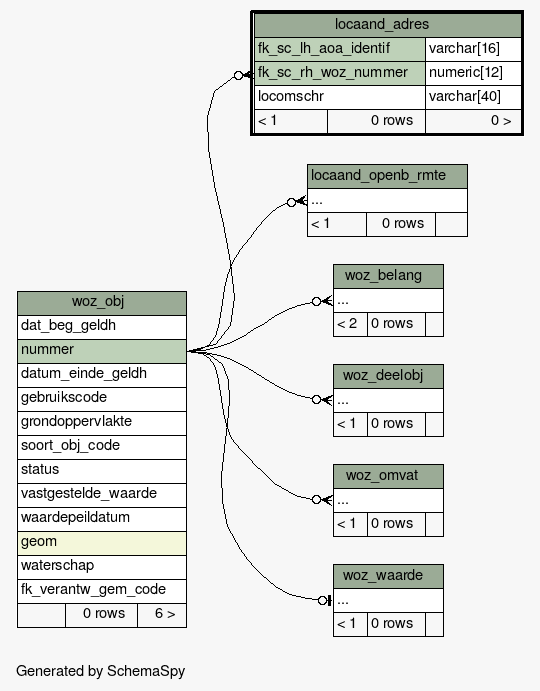 locaand_adres
fk_sc_lh_aoa_identif varchar[16]
fk_sc_rh_woz_nummer numeric[12]
locomschr varchar[40]
< 1 0 rows 0 >
locaand_openb_rmte
...
< 1 0 rows
woz_belang
...
< 2 0 rows
woz_obj
dat_beg_geldh
nummer
datum_einde_geldh
gebruikscode
grondoppervlakte
soort_obj_code
status
vastgestelde_waarde
waardepeildatum
geom
waterschap
fk_verantw_gem_code
0 rows 6 >
woz_deelobj
...
< 1 0 rows
woz_omvat
...
< 1 0 rows
woz_waarde
...
< 1 0 rows
Generated by SchemaSpy